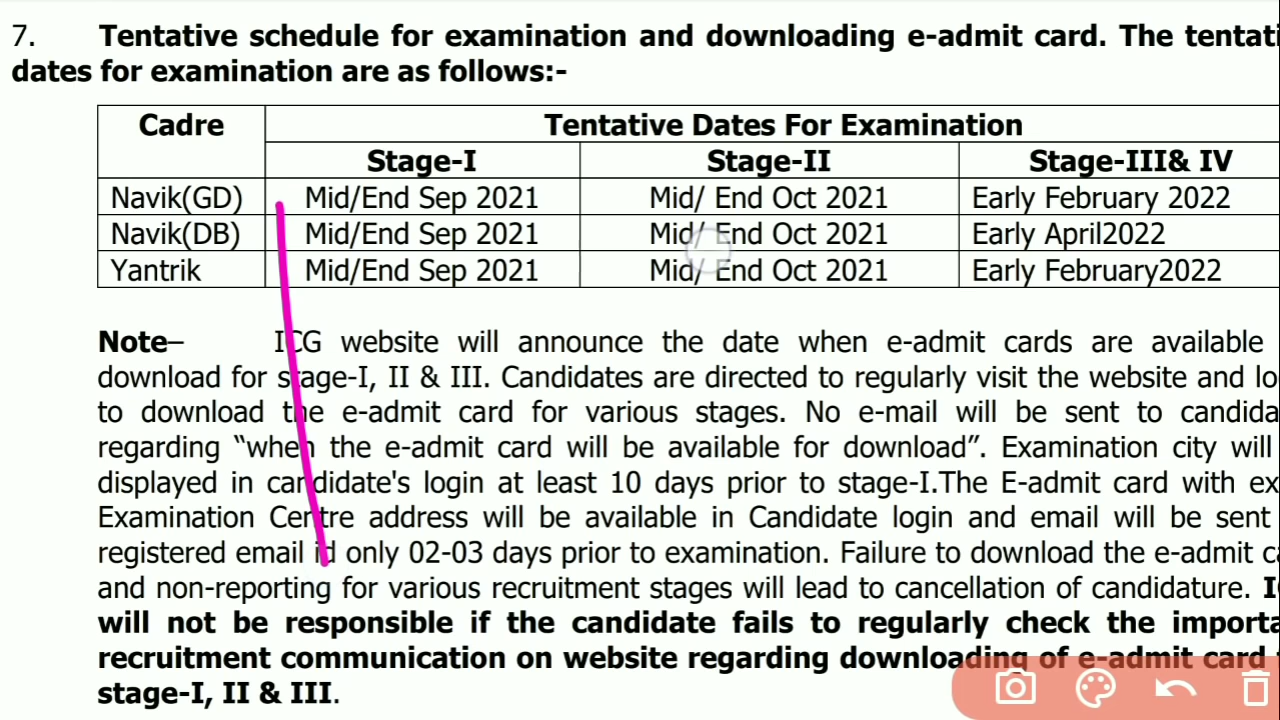 7. Tentative schedule for examination and downloading e-admit card. The tentati
dates for examination are as follows:-
Cadre Tentative Dates For Examination
Stage-I Stage-II Stage-III& IV
Navik(GD) Mid/End Sep 2021 Mid/ End Oct 2021 Early February 2022
Navik(DB) Mid/End Sep 2021 Mid/ End Oct 2021 Early April2022
Yantrik Mid/End Sep 2021 Mid/ End Oct 2021 Early February2022
Note– ICG website will announce the date when e-admit cards are available
download for stage-I, II & III. Candidates are directed to regularly visit the website and lo
to download the e-admit card for various stages. No e-mail will be sent to candida
regarding “when the e-admit card will be available for download”. Examination city will
displayed in candidate's login at least 10 days prior to stage-I.The E-admit card with ex
Examination Centre address will be available in Candidate login and email will be sent
registered email id only 02-03 days prior to examination. Failure to download the e-admit ca
and non-reporting for various recruitment stages will lead to cancellation of candidature. I
will not be responsible if the candidate fails to regularly check the importa
recruitment communication on website regarding downloading of e-admit card
stage-I, II & III.